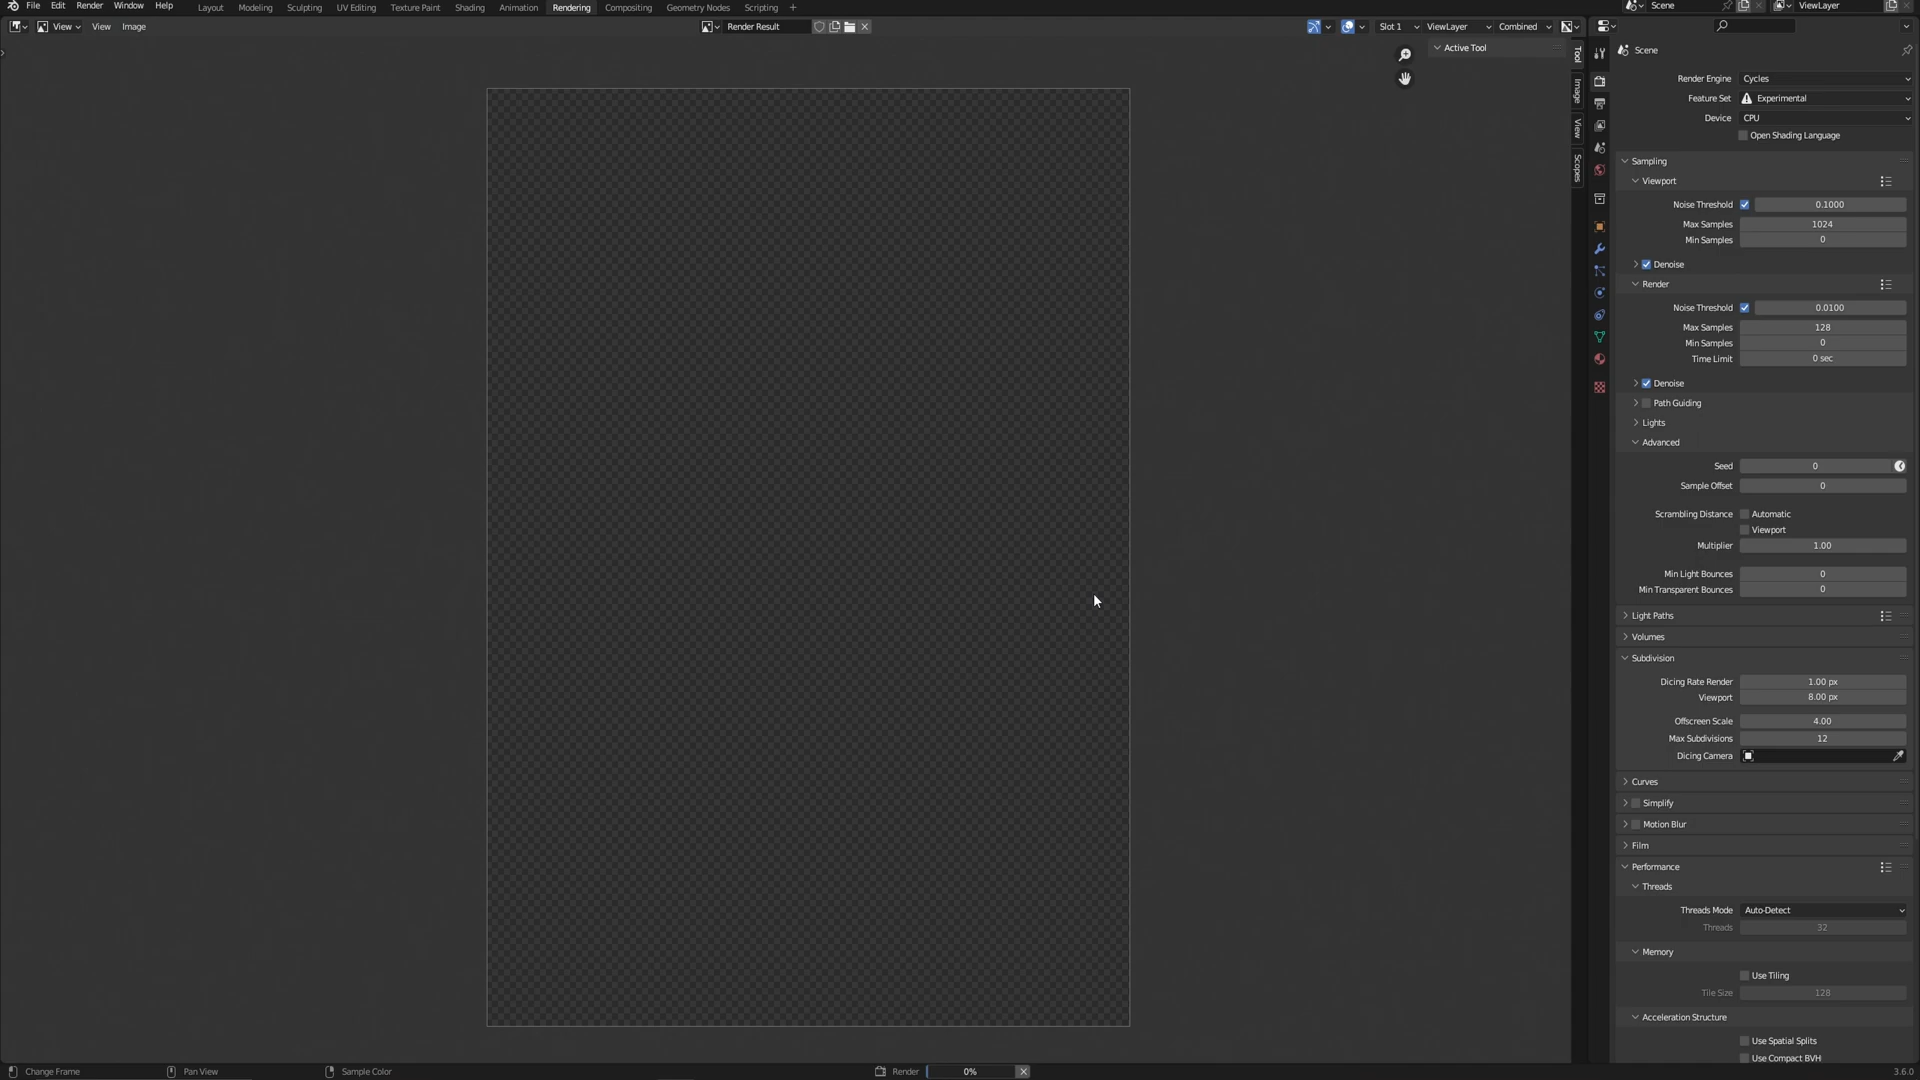 File Edit Render Window Help Layout Modeling Sculpting UV Editing Texture Paint Shading Animation Rendering Compositing Geometry Nodes Scripting + Scene ViewLayer
View View Image Render Result Slot 1 ViewLayer Combined
Active Tool
Tool
Image
View
Scopes
Scene
Render Engine Cycles
Feature Set Experimental
Device CPU
Open Shading Language
Sampling
Viewport
Noise Threshold 0.1000
Max Samples 1024
Min Samples 0
Denoise
Render
Noise Threshold 0.0100
Max Samples 128
Min Samples 0
Time Limit 0 sec
Denoise
Path Guiding
Lights
Advanced
Seed 0
Sample Offset 0
Scrambling Distance Automatic
Viewport
Multiplier 1.00
Min Light Bounces 0
Min Transparent Bounces 0
Light Paths
Volumes
Subdivision
Dicing Rate Render 1.00 px
Viewport 8.00 px
Offscreen Scale 4.00
Max Subdivisions 12
Dicing Camera
Curves
Simplify
Motion Blur
Film
Performance
Threads
Threads Mode Auto-Detect
Threads 32
Memory
Use Tiling
Tile Size 128
Acceleration Structure
Use Spatial Splits
Use Compact BVH
Change Frame Pan View Sample Color Render 0% 3.6.0